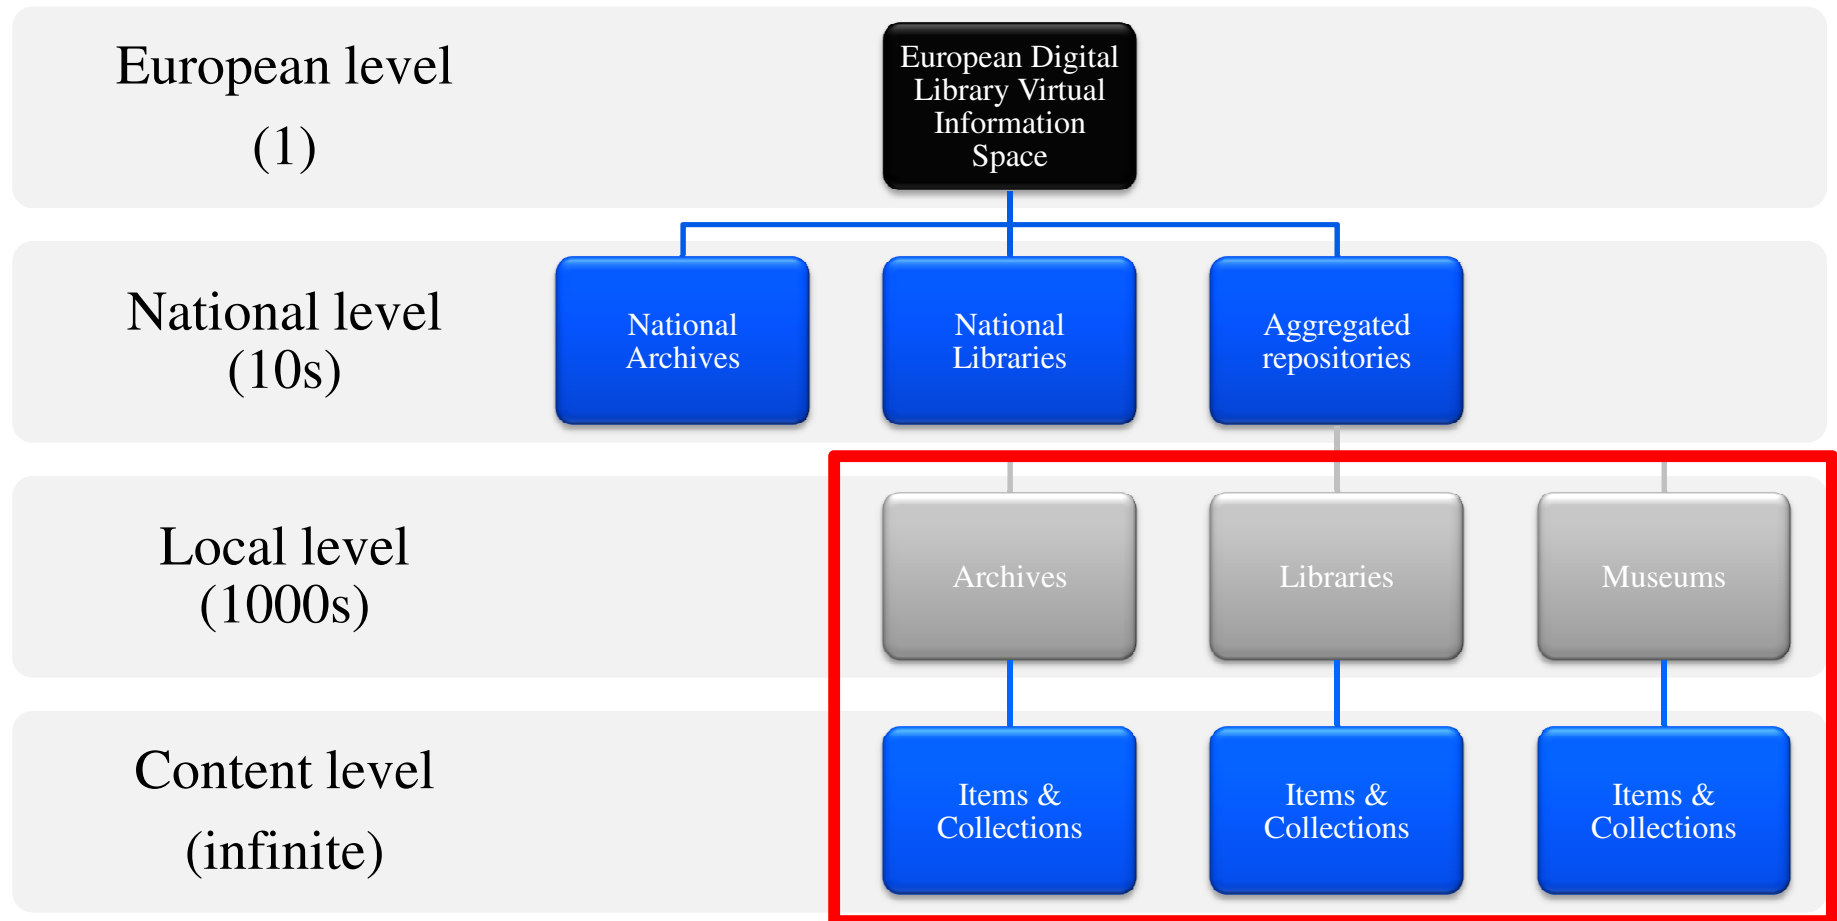 European level
(1)
European Digital
Library Virtual
Information
Space
National level
(10s)
National
Archives
National
Libraries
Aggregated
repositories
Local level
(1000s)
Archives
Libraries
Museums
Content level
(infinite)
Items &
Collections
Items &
Collections
Items &
Collections